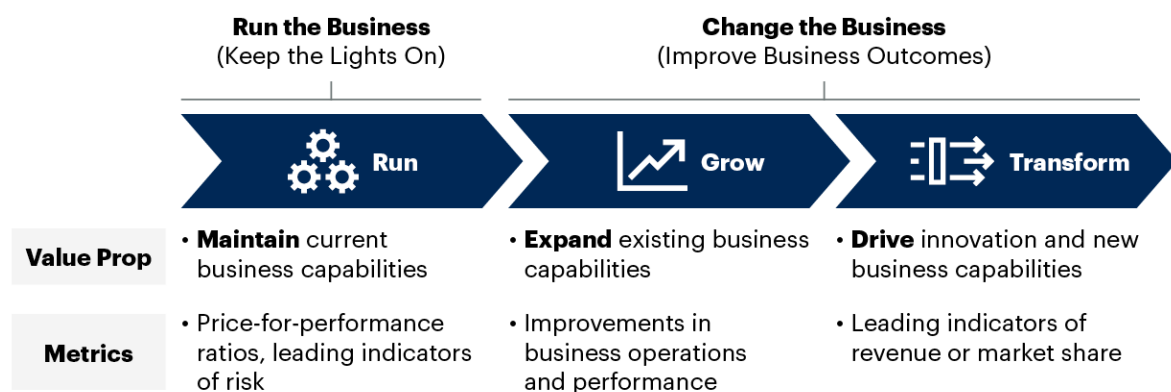 Run the Business
(Keep the Lights On)
Change the Business
(Improve Business Outcomes)
Run
Grow
Transform
Value Prop
• Maintain current
business capabilities
• Expand existing business
capabilities
• Drive innovation and new
business capabilities
Metrics
• Price-for-performance
ratios, leading indicators
of risk
• Improvements in
business operations
and performance
• Leading indicators of
revenue or market share